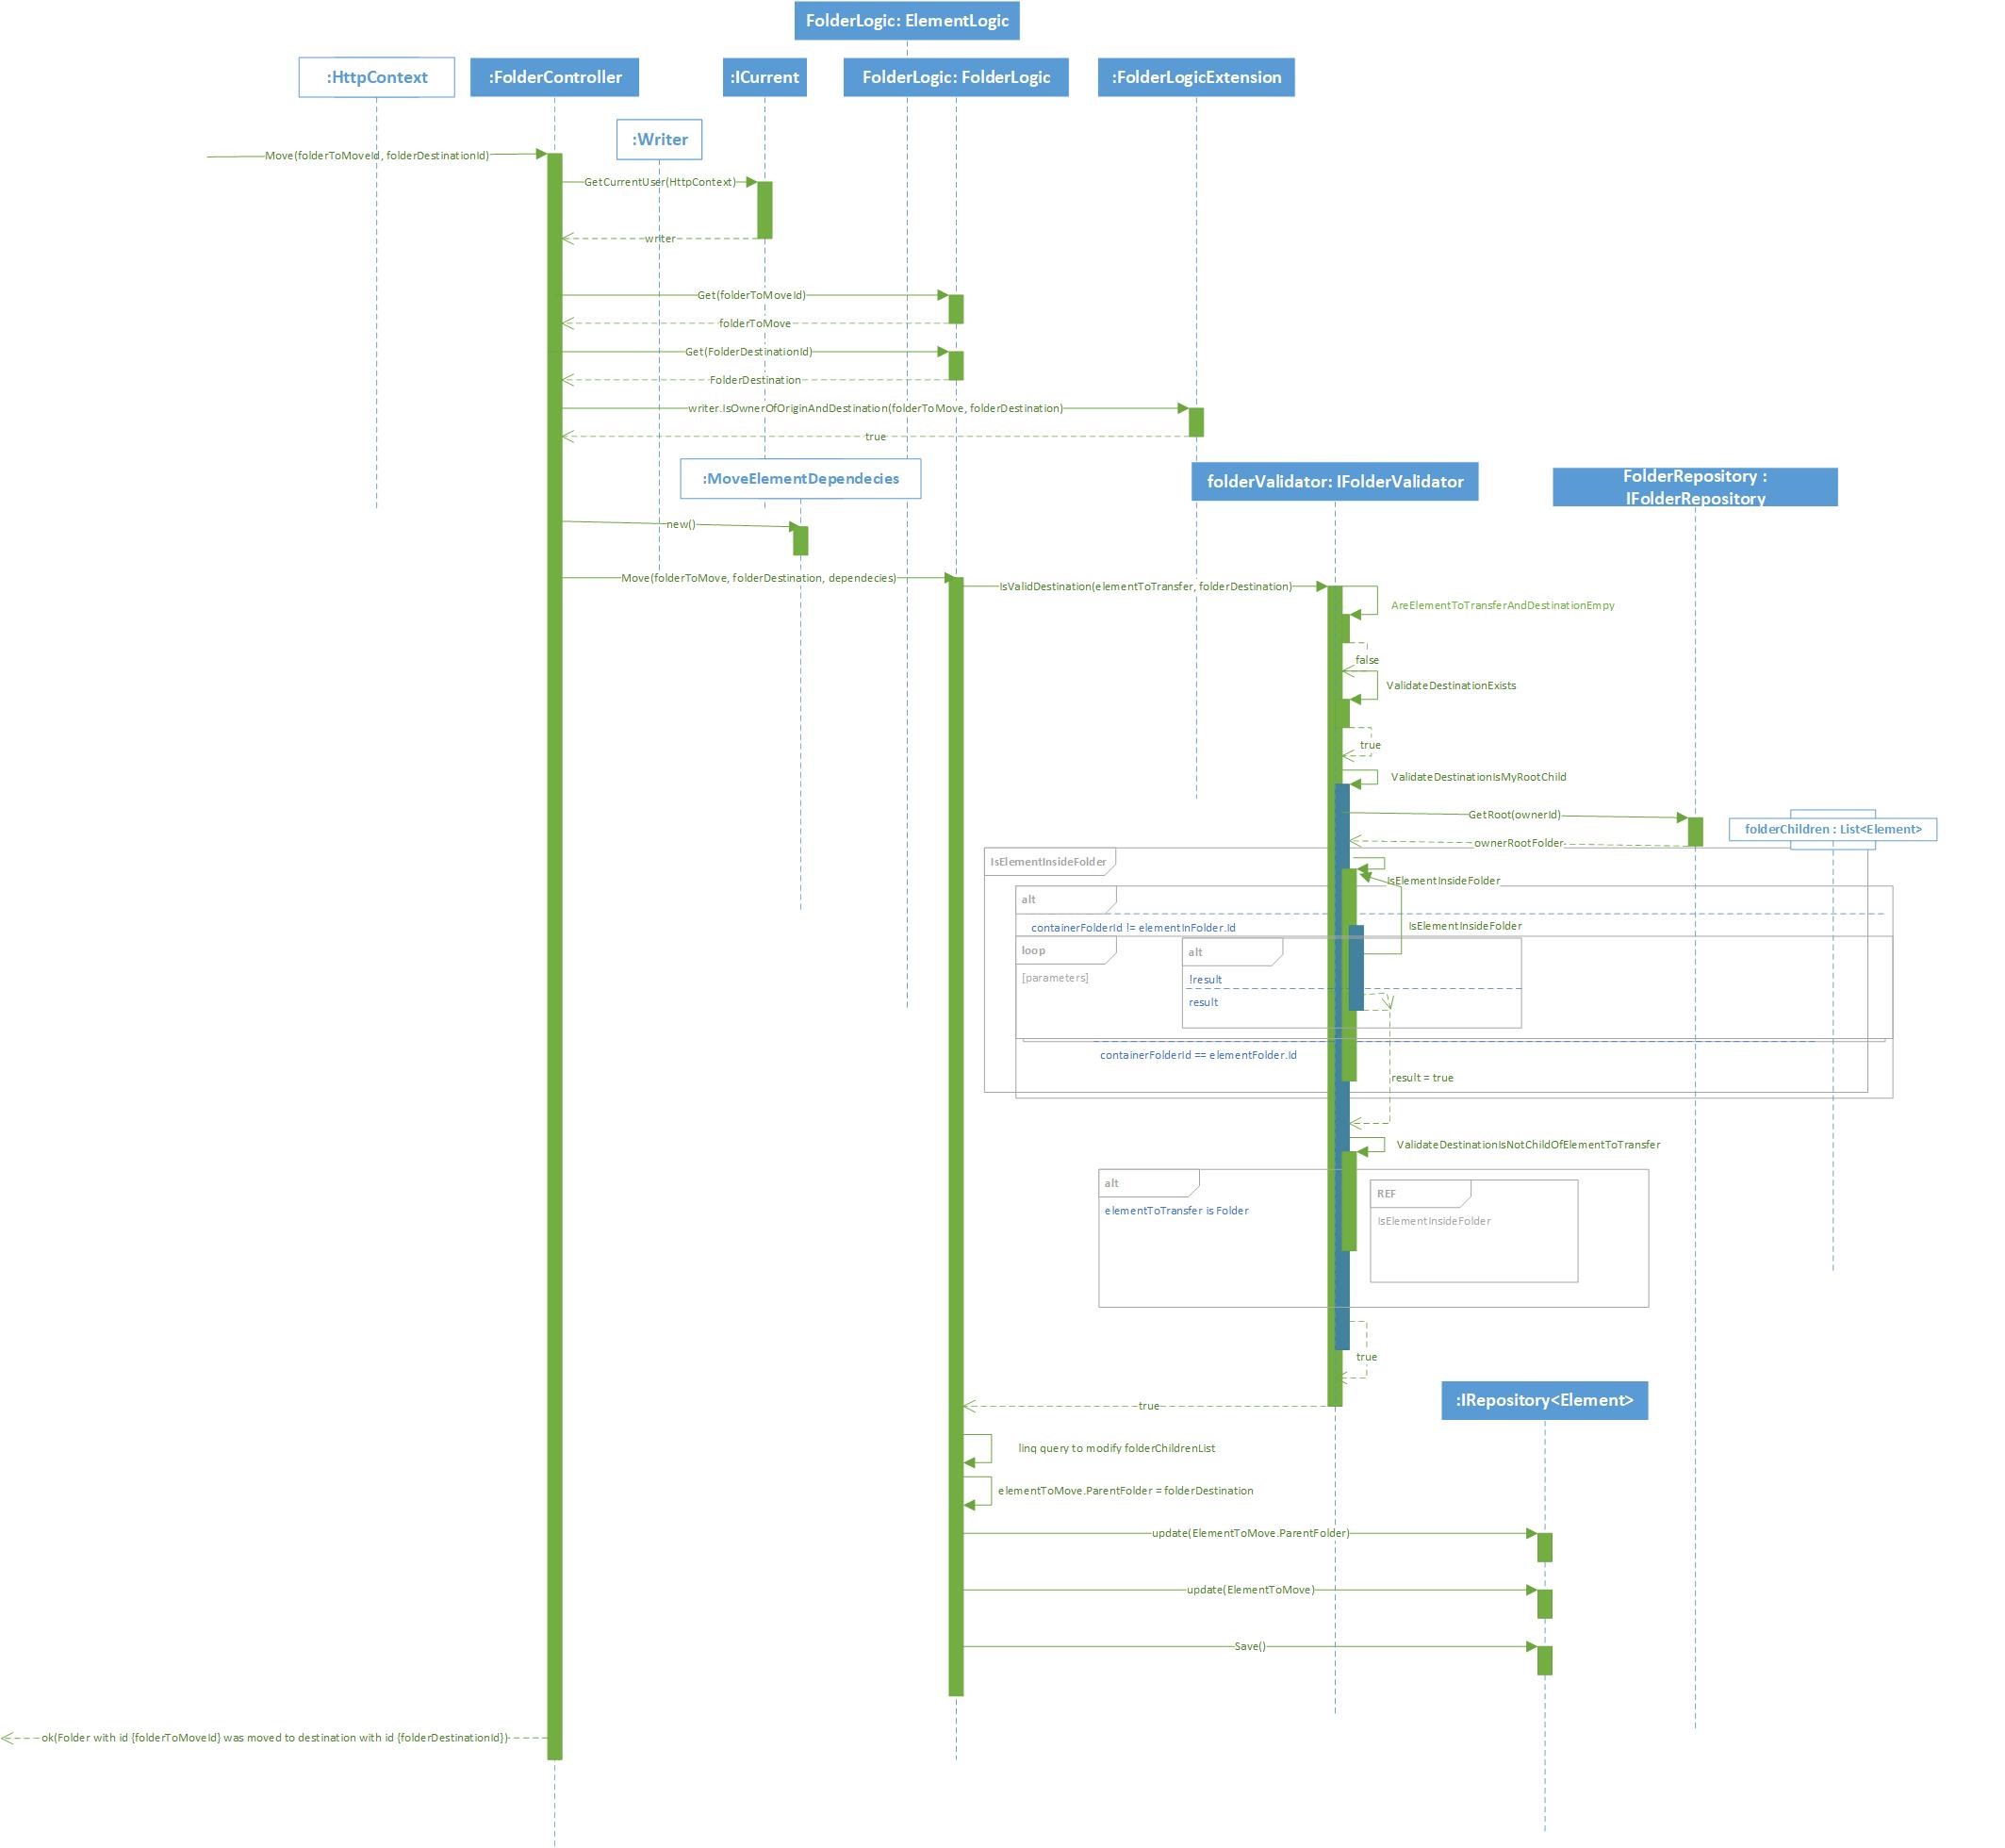 FolderLogic: ElementLogic
:HttpContext
:FolderController
:ICurrent
FolderLogic: FolderLogic
:FolderLogicExtension
:Writer
Move(folderToMoveId, folderDestinationId)
GetCurrentUser(HttpContext)
writer
Get(folderToMoveId)
folderToMove
Get(FolderDestinationId)
FolderDestination
writer.IsOwnerOfOriginAndDestination(folderToMove, folderDestination)
true
:MoveElementDependecies
folderValidator: IFolderValidator
FolderRepository :
IFolderRepository
new()
Move(folderToMove, folderDestination, dependecies)
IsValidDestination(elementToTransfer, folderDestination)
AreElementToTransferAndDestinationEmpy
false
ValidateDestinationExists
true
ValidateDestinationIsMyRootChild
GetRoot(ownerId)
folderChildren : List<Element>
ownerRootFolder
IsElementInsideFolder
IsElementInsideFolder
alt
containerFolderId != elementInFolder.Id
IsElementInsideFolder
loop
alt
[parameters]
!result
result
containerFolderId == elementFolder.Id
result = true
ValidateDestinationIsNotChildOfElementToTransfer
alt
REF
elementToTransfer is Folder
IsElementInsideFolder
true
:IRepository<Element>
true
linq query to modify folderChildrenList
elementToMove.ParentFolder = folderDestination
update(ElementToMove.ParentFolder)
update(ElementToMove)
Save()
ok(Folder with id {folderToMoveId} was moved to destination with id {folderDestinationId})